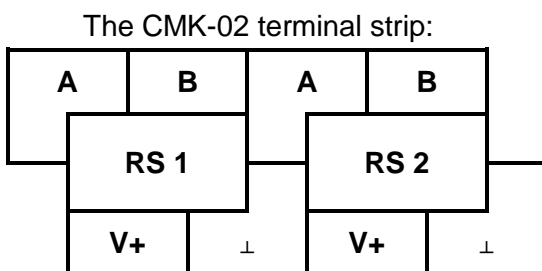 The CMK-02 terminal strip:
A B A B
RS 1 RS 2
V+ ⊥ V+ ⊥